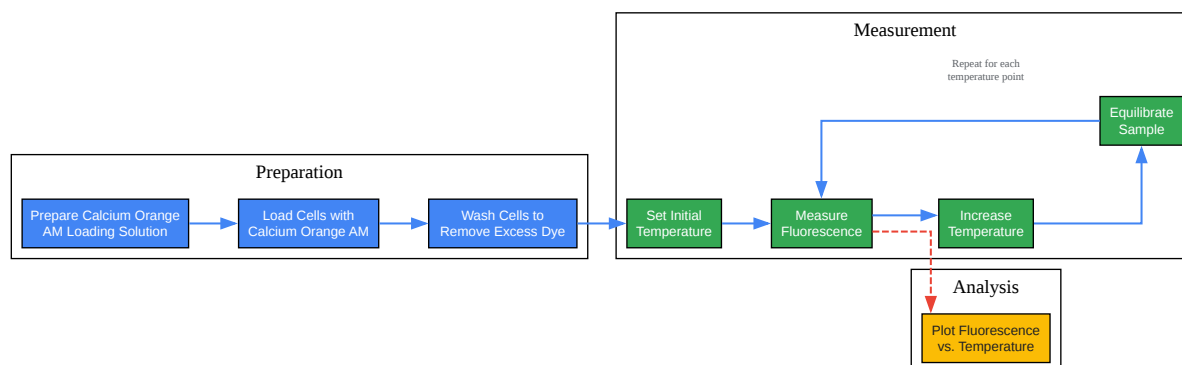 Measurement
Repeat for each
temperature point
Equilibrate
Sample
Preparation
Prepare Calcium Orange
AM Loading Solution
Load Cells with
Calcium Orange AM
Wash Cells to
Remove Excess Dye
Set Initial
Temperature
Measure
Fluorescence
Increase
Temperature
Analysis
Plot Fluorescence
vs. Temperature